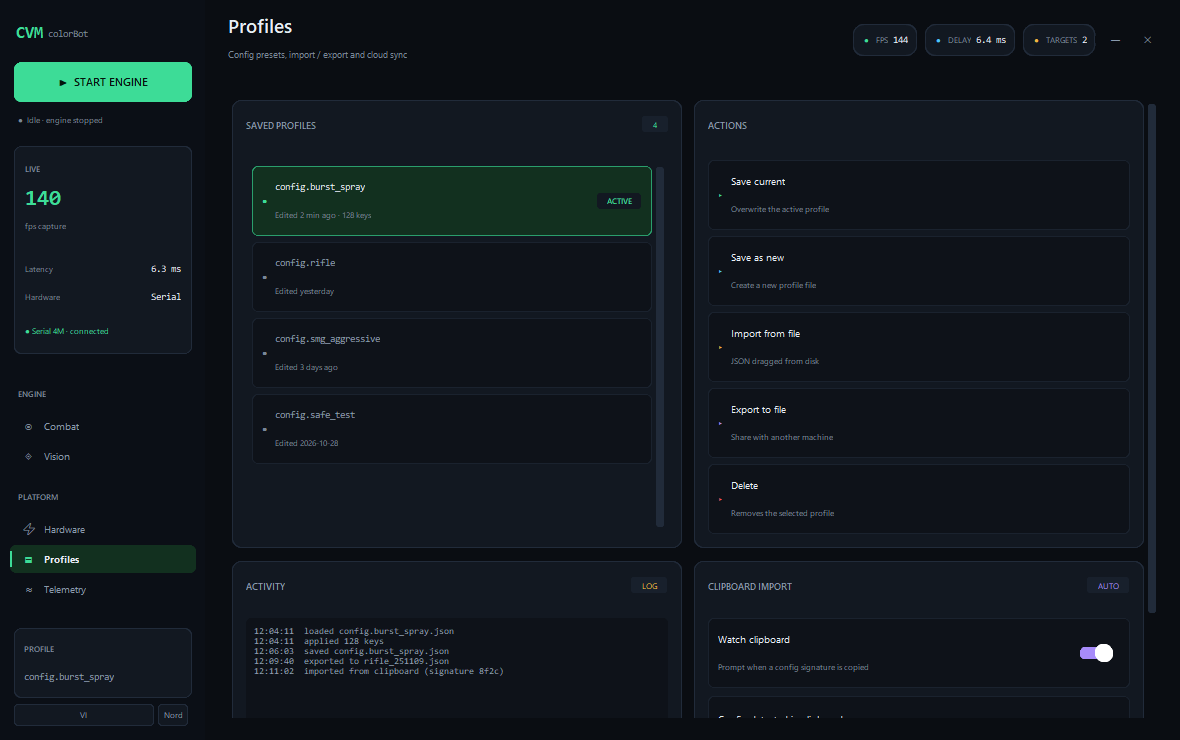 CVM colorBot
► START ENGINE
Idle · engine stopped
LIVE
140
fps capture
Latency 6.3 ms
Hardware Serial
Serial 4M · connected
ENGINE
Combat
Vision
PLATFORM
Hardware
Profiles
Telemetry
PROFILE
config.burst_spray
VI Nord
Profiles
Config presets, import / export and cloud sync
FPS 144 DELAY 6.4 ms TARGETS 2
SAVED PROFILES 4
config.burst_spray
Edited 2 min ago · 128 keys
ACTIVE
config.rifle
Edited yesterday
config.smg_aggressive
Edited 3 days ago
config.safe_test
Edited 2026-10-28
ACTIONS
Save current
Overwrite the active profile
Save as new
Create a new profile file
Import from file
JSON dragged from disk
Export to file
Share with another machine
Delete
Removes the selected profile
ACTIVITY LOG
12:04:11 loaded config.burst_spray.json
12:04:11 applied 128 keys
12:06:03 saved config.burst_spray.json
12:09:40 exported to rifle_251109.json
12:11:02 imported from clipboard (signature 8f2c)
CLIPBOARD IMPORT AUTO
Watch clipboard
Prompt when a config signature is copied